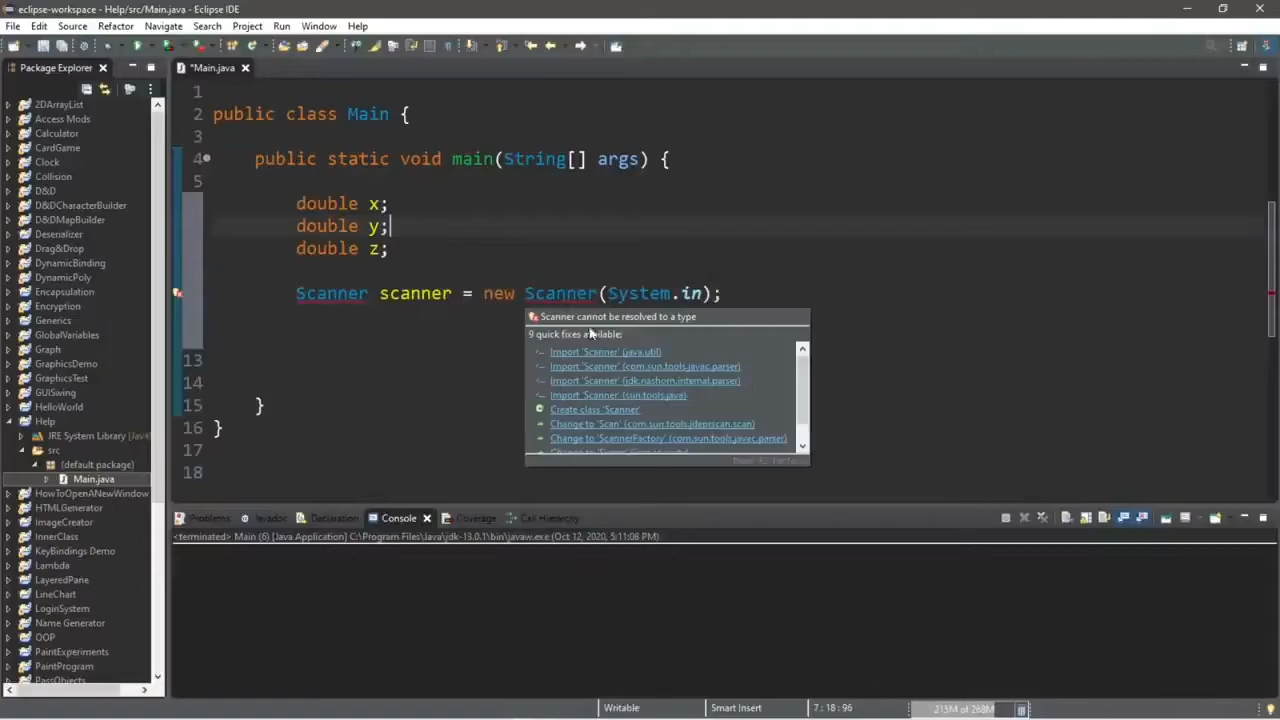 eclipse-workspace - Help/src/Main.java - Eclipse IDE
File Edit Source Refactor Navigate Search Project Run Window Help
Package Explorer
*Main.java
2DArrayList
Access Mods
Calculator
CardGame
Clock
Collision
D&D
D&DCharacterBuilder
D&DMapBuilder
Deserializer
Drag&Drop
DynamicBinding
DynamicPoly
Encapsulation
Encryption
Generics
GlobalVariables
Graph
GraphicsDemo
GraphicsTest
GUISwing
HelloWorld
Help
JRE System Library
src
(default package)
Main.java
HowToOpenANewWindow
HTMLGenerator
ImageCreator
InnerClass
KeyBindings Demo
Lambda
LayeredPane
LineChart
LoginSystem
Name Generator
OOP
PaintExperiments
PaintProgram
PassObjects
1
2 public class Main {
3
4 public static void main(String[] args) {
5
double x;
double y;
double z;
Scanner scanner = new Scanner(System.in);
13
14
15 }
16 }
17
18
Scanner cannot be resolved to a type
9 quick fixes available:
Import 'Scanner' (java.util)
Import 'Scanner' (com.sun.tools.javac.parser)
Import 'Scanner' (jdk.nashorn.internal.parser)
Import 'Scanner' (sun.tools.java)
Create class 'Scanner'
Change to 'Scan' (com.sun.tools.jdeprscan.scan)
Change to 'ScannerFactory' (com.sun.tools.javac.parser)
Problems Javadoc Declaration Console Coverage Call Hierarchy
<terminated> Main (6) [Java Application] C:\Program Files\Java\jdk-13.0.1\bin\javaw.exe (Oct 12, 2020, 5:11:08 PM)
Writable Smart Insert 7 : 18 : 96 213M of 268M